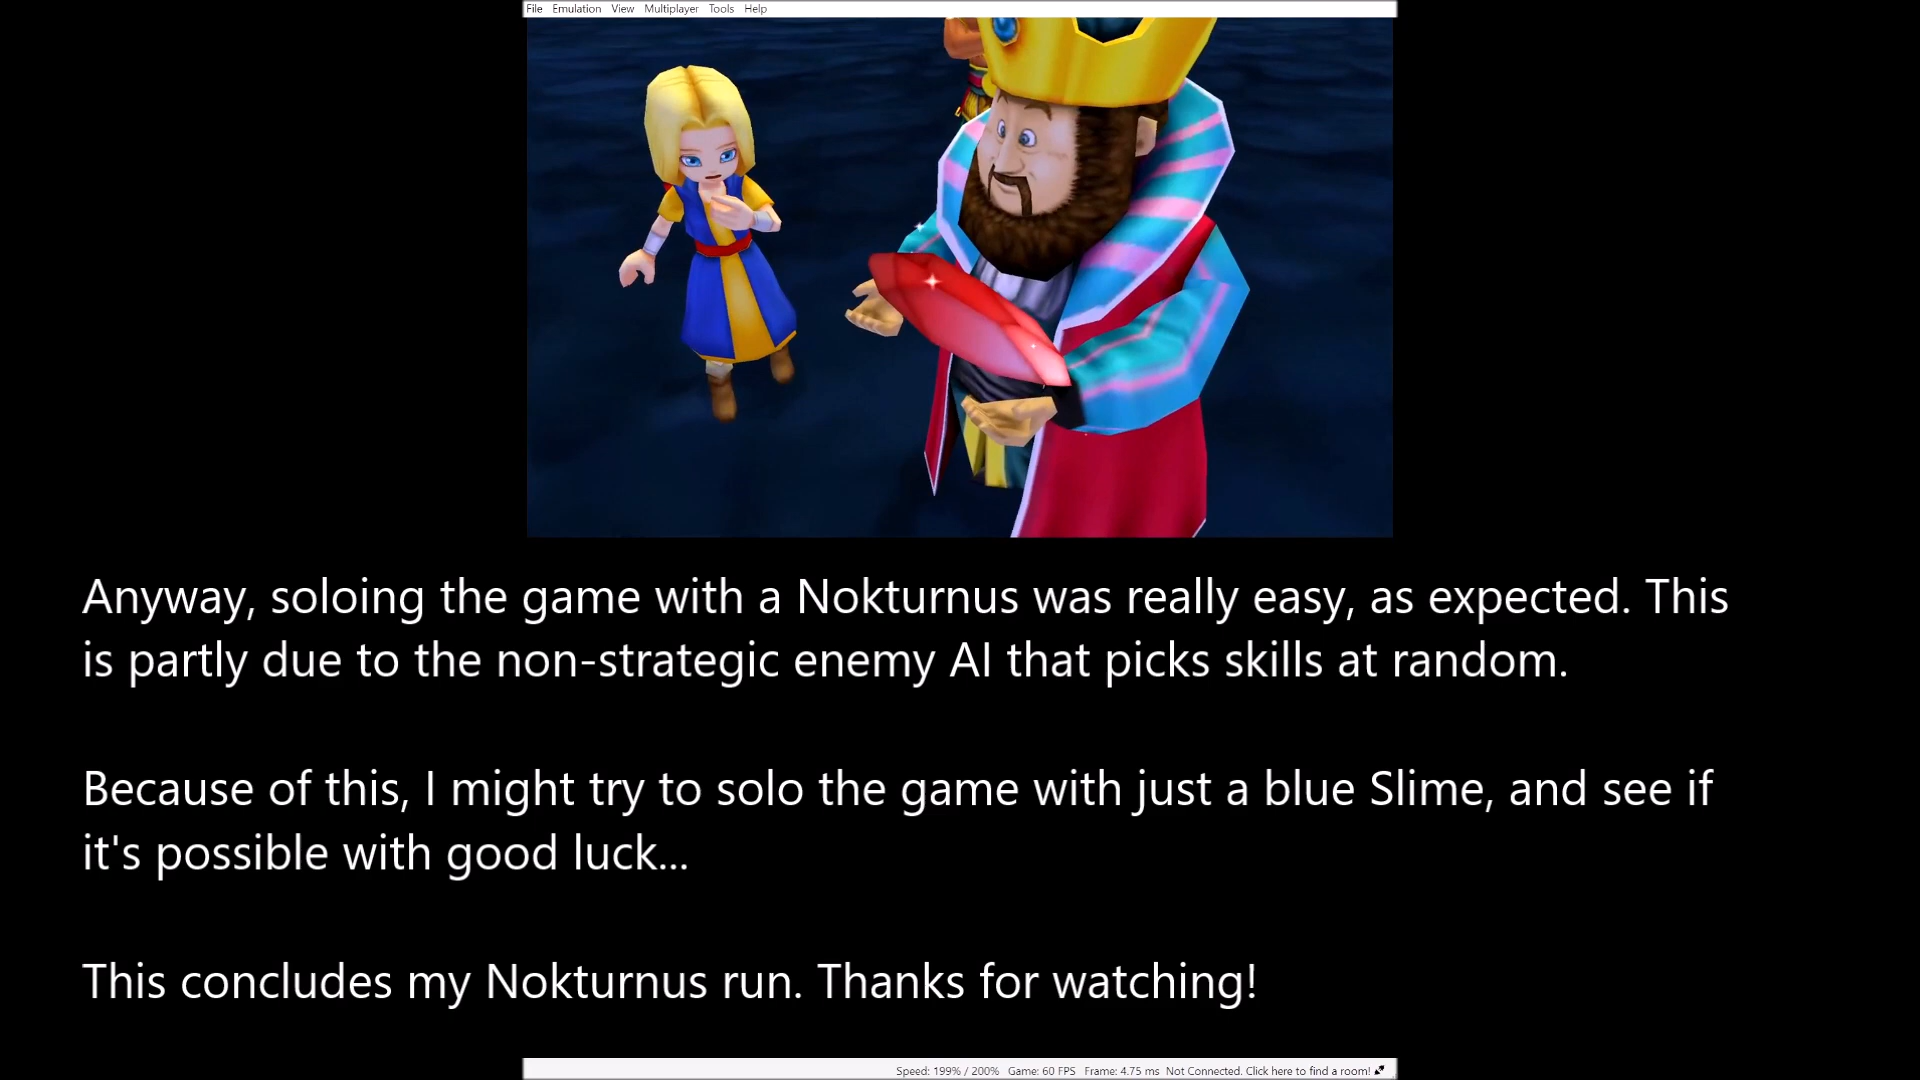 File Emulation View Multiplayer Tools Help
Anyway, soloing the game with a Nokturnus was really easy, as expected. This
is partly due to the non-strategic enemy AI that picks skills at random.
Because of this, I might try to solo the game with just a blue Slime, and see if
it's possible with good luck...
This concludes my Nokturnus run. Thanks for watching!
Speed: 199% / 200% Game: 60 FPS Frame: 4.75 ms Not Connected. Click here to find a room!